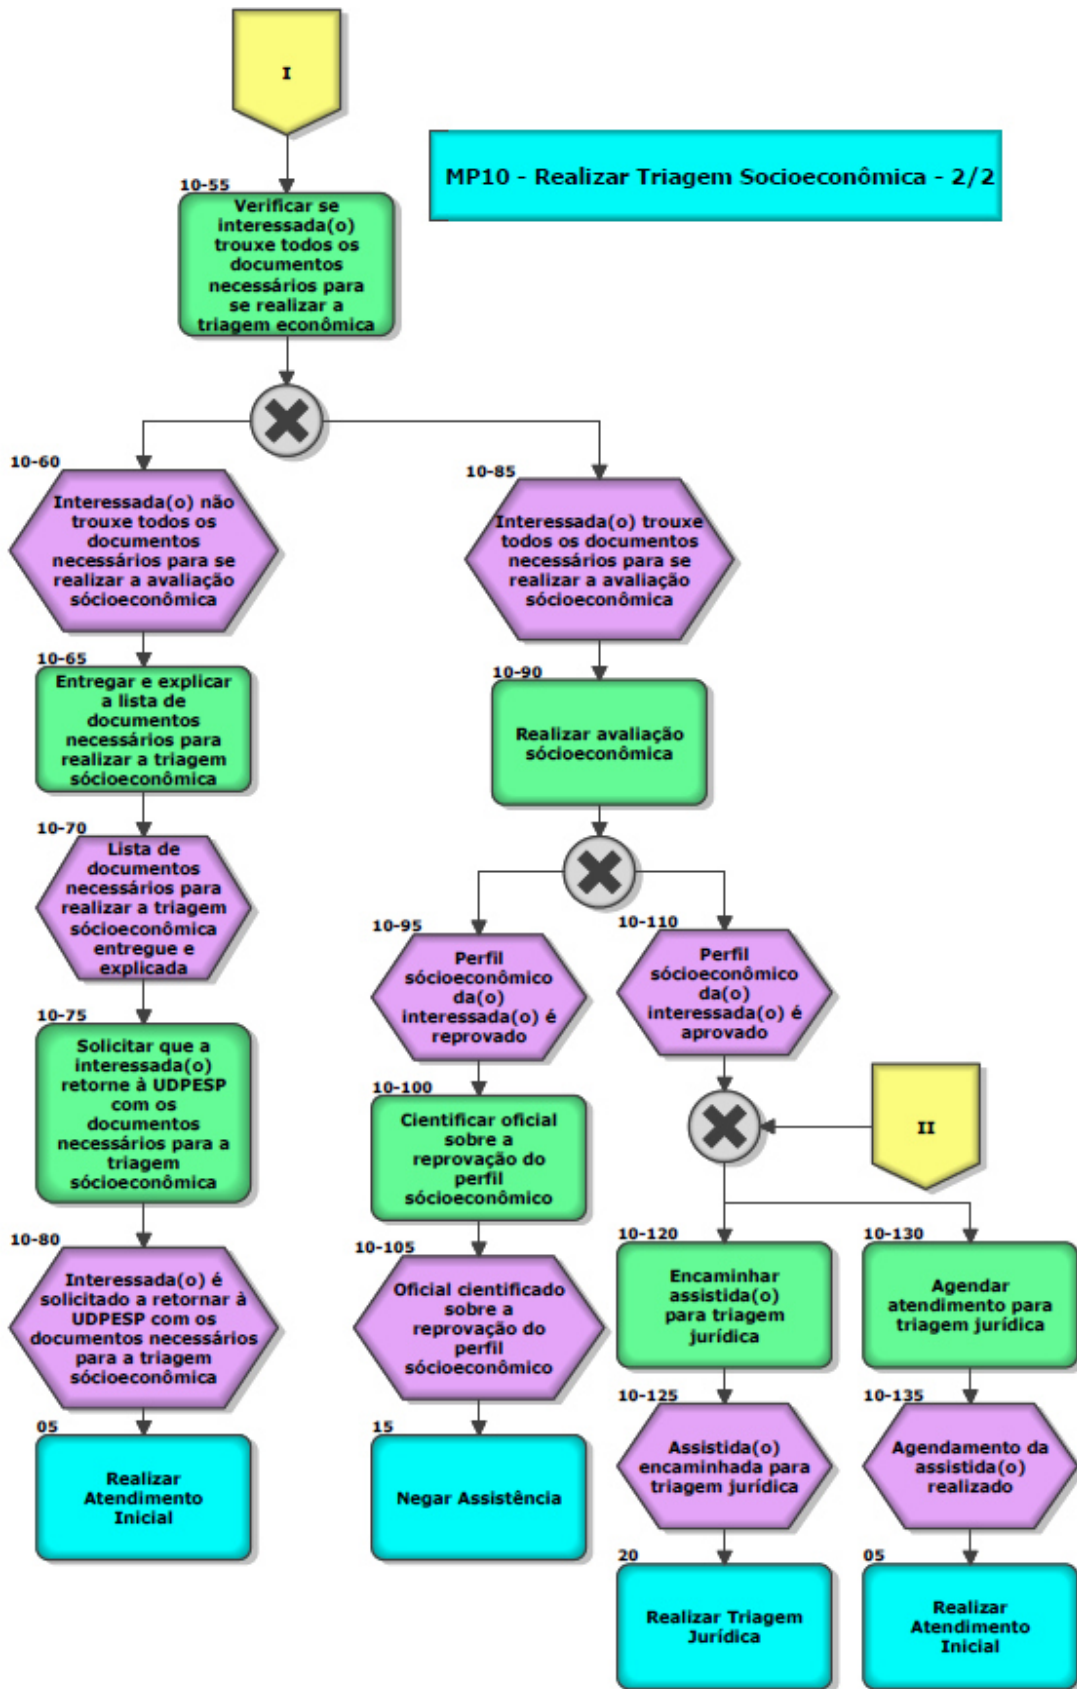 I
MP10 - Realizar Triagem Socioeconômica - 2/2
10-55
Verificar se
interessada(o)
trouxe todos os
documentos
necessários para
se realizar a
triagem econômica
10-60
Interessada(o) não
trouxe todos os
documentos
necessários para se
realizar a avaliação
sócioeconômica
10-85
Interessada(o) trouxe
todos os documentos
necessários para se
realizar a avaliação
sócioeconômica
10-65
Entregar e explicar
a lista de
documentos
necessários para
realizar a triagem
sócioeconômica
10-90
Realizar avaliação
sócioeconômica
10-70
Lista de
documentos
necessários para
realizar a triagem
sócioeconômica
entregue e
explicada
10-95
Perfil
sócioeconômico
da(o)
interessada(o) é
reprovado
10-110
Perfil
sócioeconômico
da(o)
interessada(o) é
aprovado
10-75
Solicitar que a
interessada(o)
retorne à UDPESP
com os
documentos
necessários para a
triagem
sócioeconômica
10-100
Cientificar oficial
sobre a
reprovação do
perfil
sócioeconômico
II
10-80
Interessada(o) é
solicitado a retornar à
UDPESP com os
documentos necessários
para a triagem
sócioeconômica
10-105
Oficial cientificado
sobre a
reprovação do
perfil
sócioeconômico
10-120
Encaminhar
assistida(o)
para triagem
jurídica
10-130
Agendar
atendimento para
triagem jurídica
10-125
Assistida(o)
encaminhada para
triagem jurídica
10-135
Agendamento da
assistida(o)
realizado
05
Realizar
Atendimento
Inicial
15
Negar Assistência
20
Realizar Triagem
Jurídica
05
Realizar
Atendimento
Inicial